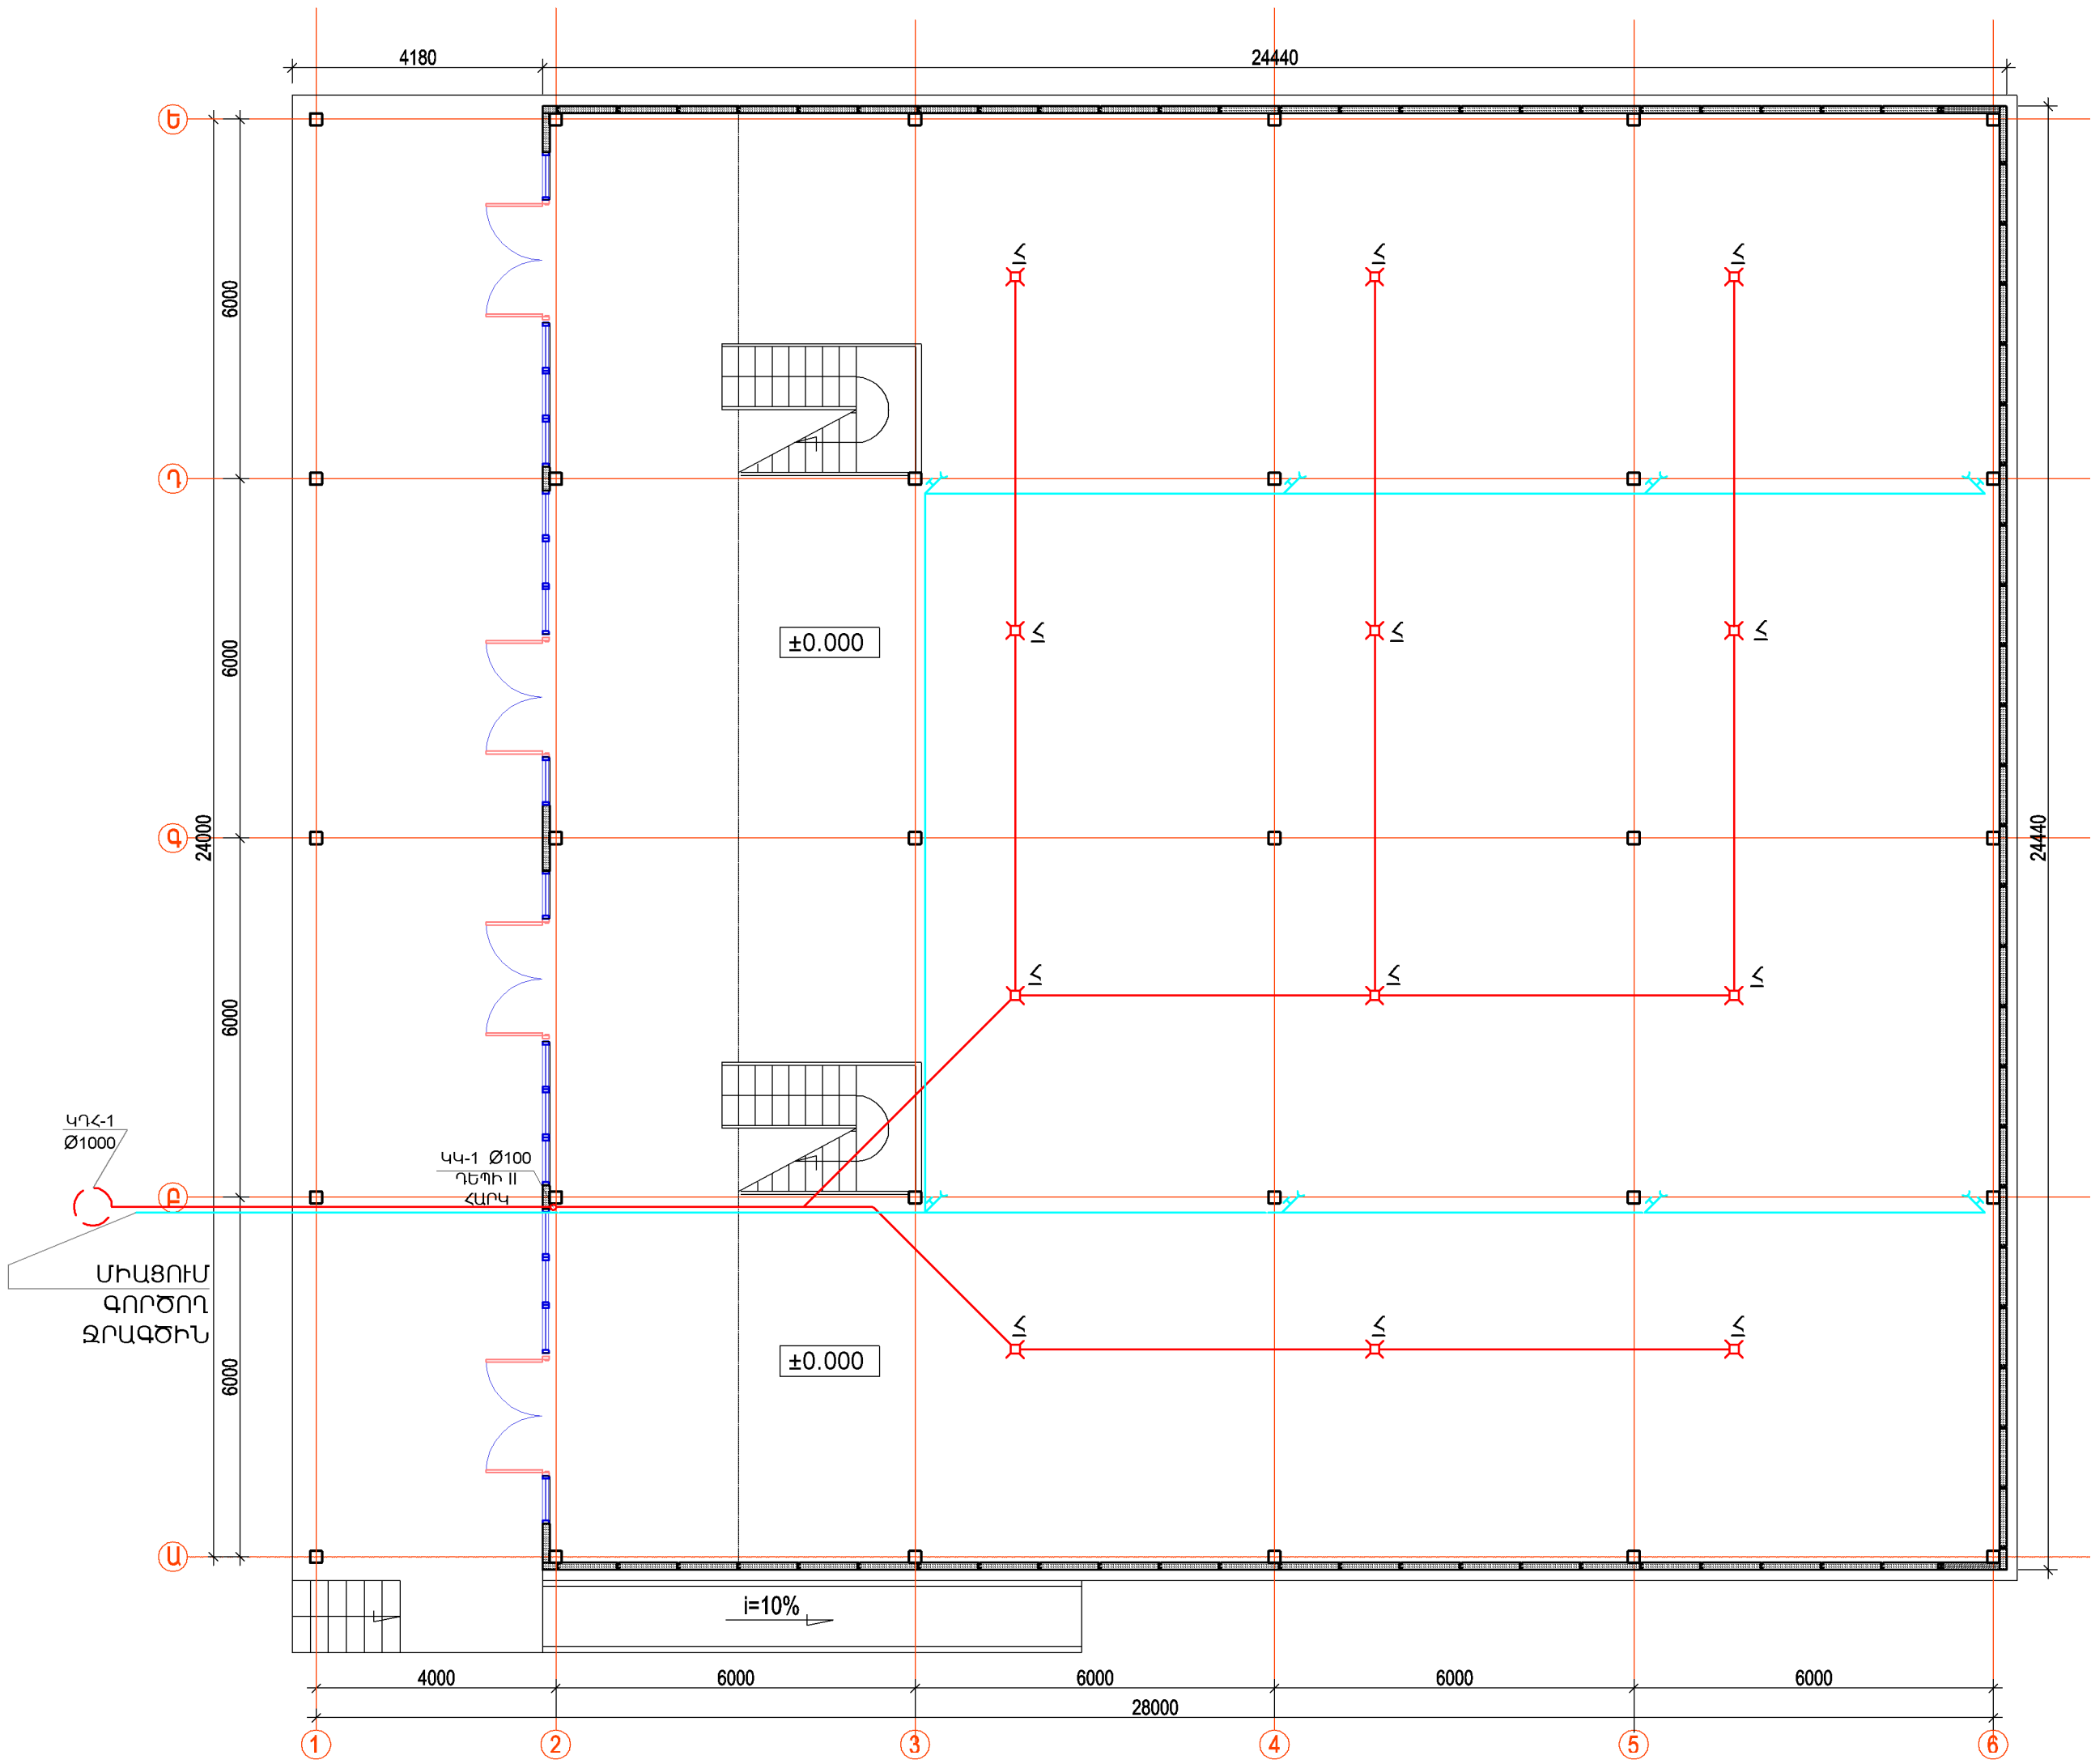 4180
24440
Ե
Հ
Հ
Հ
6000
Դ
±0.000
Հ
Հ
Հ
6000
24000
Գ
24440
Հ
Հ
Հ
6000
ԿԴՀ-1
Ø1000
ԿԿ-1 Ø100
ԴԵՊԻ II
ՀԱՐԿ
Բ
ՄԻԱՑՈՒՄ
ԳՈՐԾՈՂ
ՋՐԱԳԾԻՆ
Հ
Հ
Հ
±0.000
6000
Ա
i=10%
4000
6000
6000
6000
6000
28000
1
2
3
4
5
6